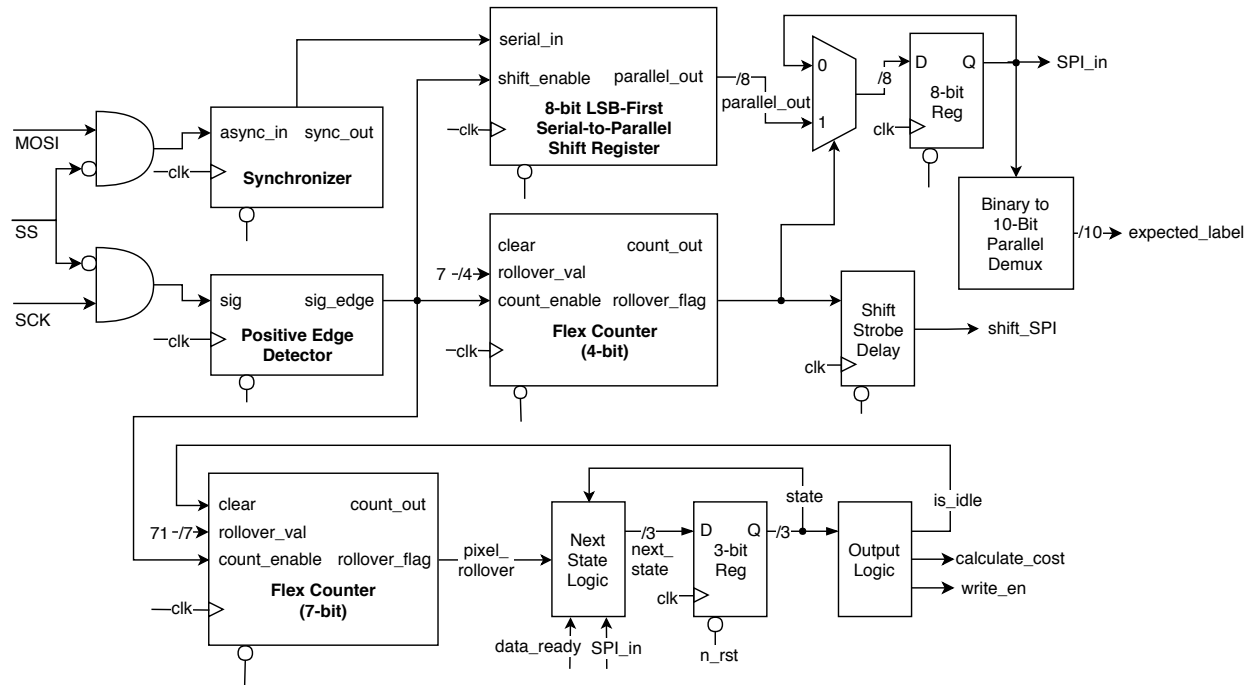 MOSI
SS
SCK
async_in sync_out
clk
Synchronizer
sig sig_edge
clk
Positive Edge
Detector
serial_in
shift_enable parallel_out
8-bit LSB-First
clk
Serial-to-Parallel
Shift Register
/8
parallel_out
0
1
/8
D Q
8-bit
Reg
clk
SPI_in
Binary to
10-Bit
Parallel
Demux
/10
expected_label
clear count_out
7 /4
rollover_val
count_enable rollover_flag
Flex Counter
(4-bit)
clk
Shift
Strobe
Delay
clk
shift_SPI
clear count_out
71 /7
rollover_val
count_enable rollover_flag
Flex Counter
(7-bit)
clk
pixel_
rollover
Next
State
Logic
data_ready
SPI_in
/3
next_
state
D Q
3-bit
Reg
clk
n_rst
/3
state
Output
Logic
is_idle
calculate_cost
write_en